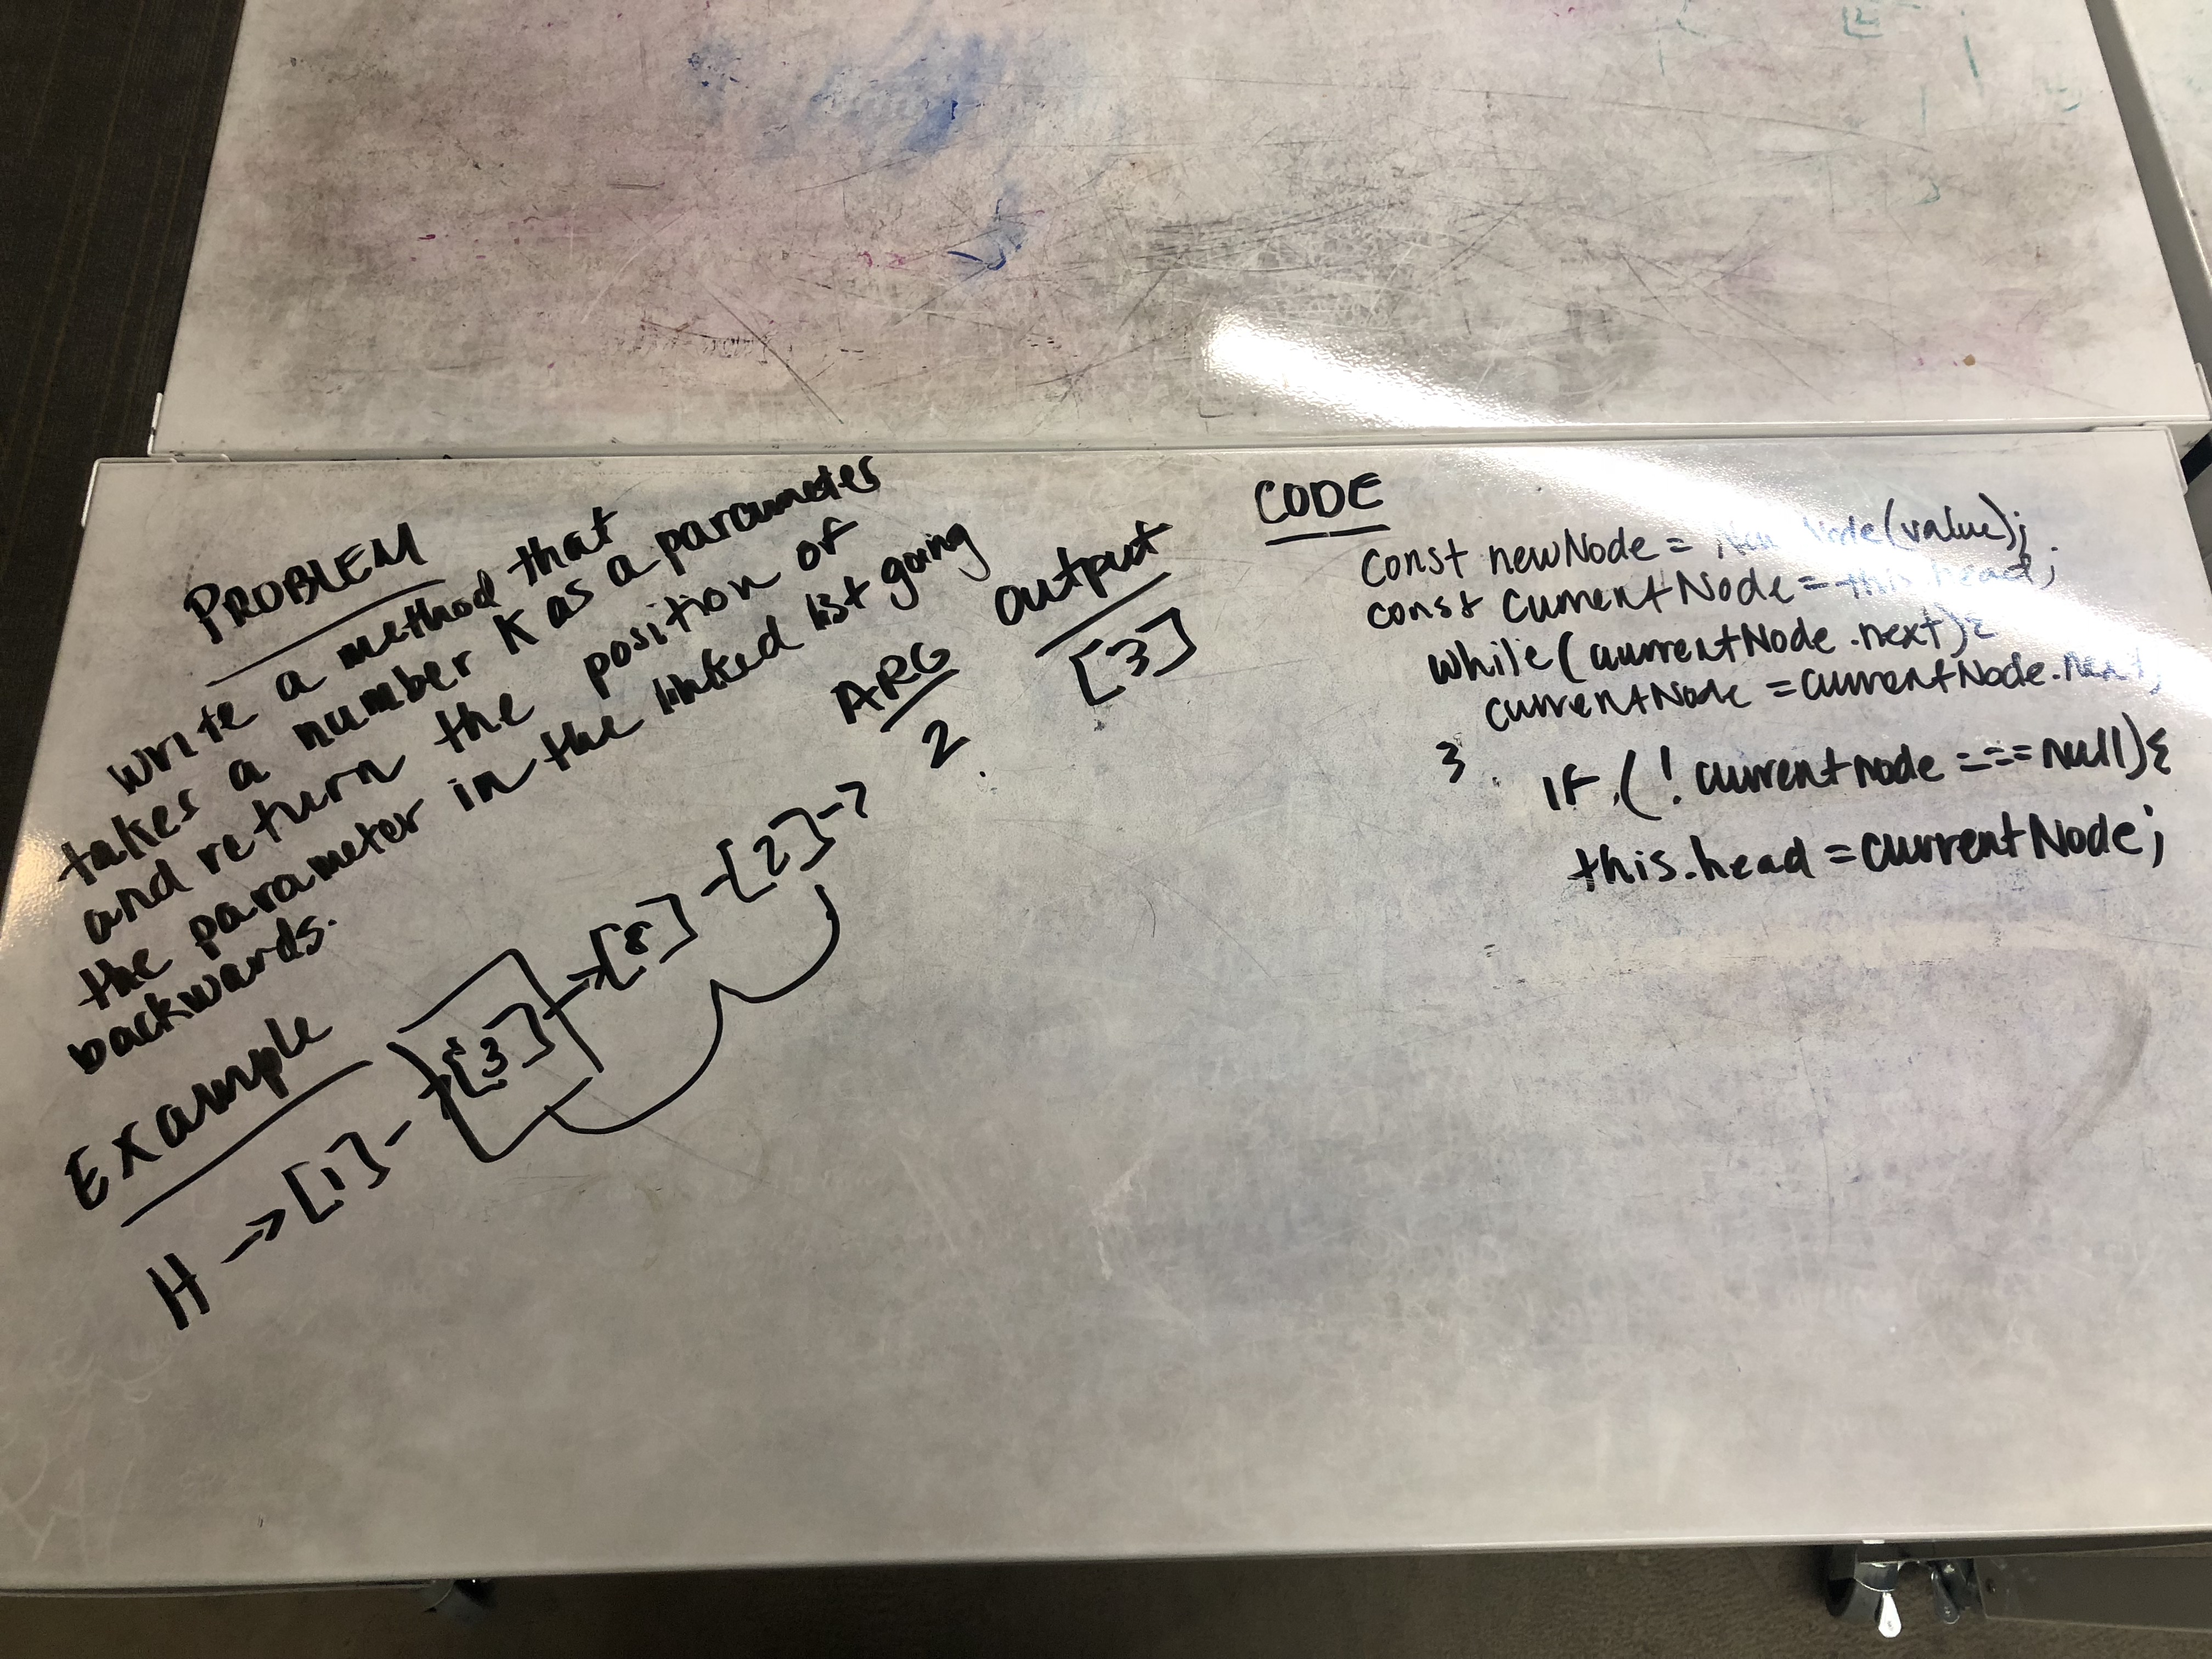 PROBLEM
write a method that
takes a number K as a parameter
and return the position of
the parameter in the linked list going
backwards.
Example
H → [1] - [3] → [8] - [2] -
ARG
2
output
[3]
CODE
const newNode = new Node(value);
const currentNode = this.head;
while (currentNode.next){
currentNode = currentNode.next;
}
If (! currentNode === null){
this.head = currentNode;